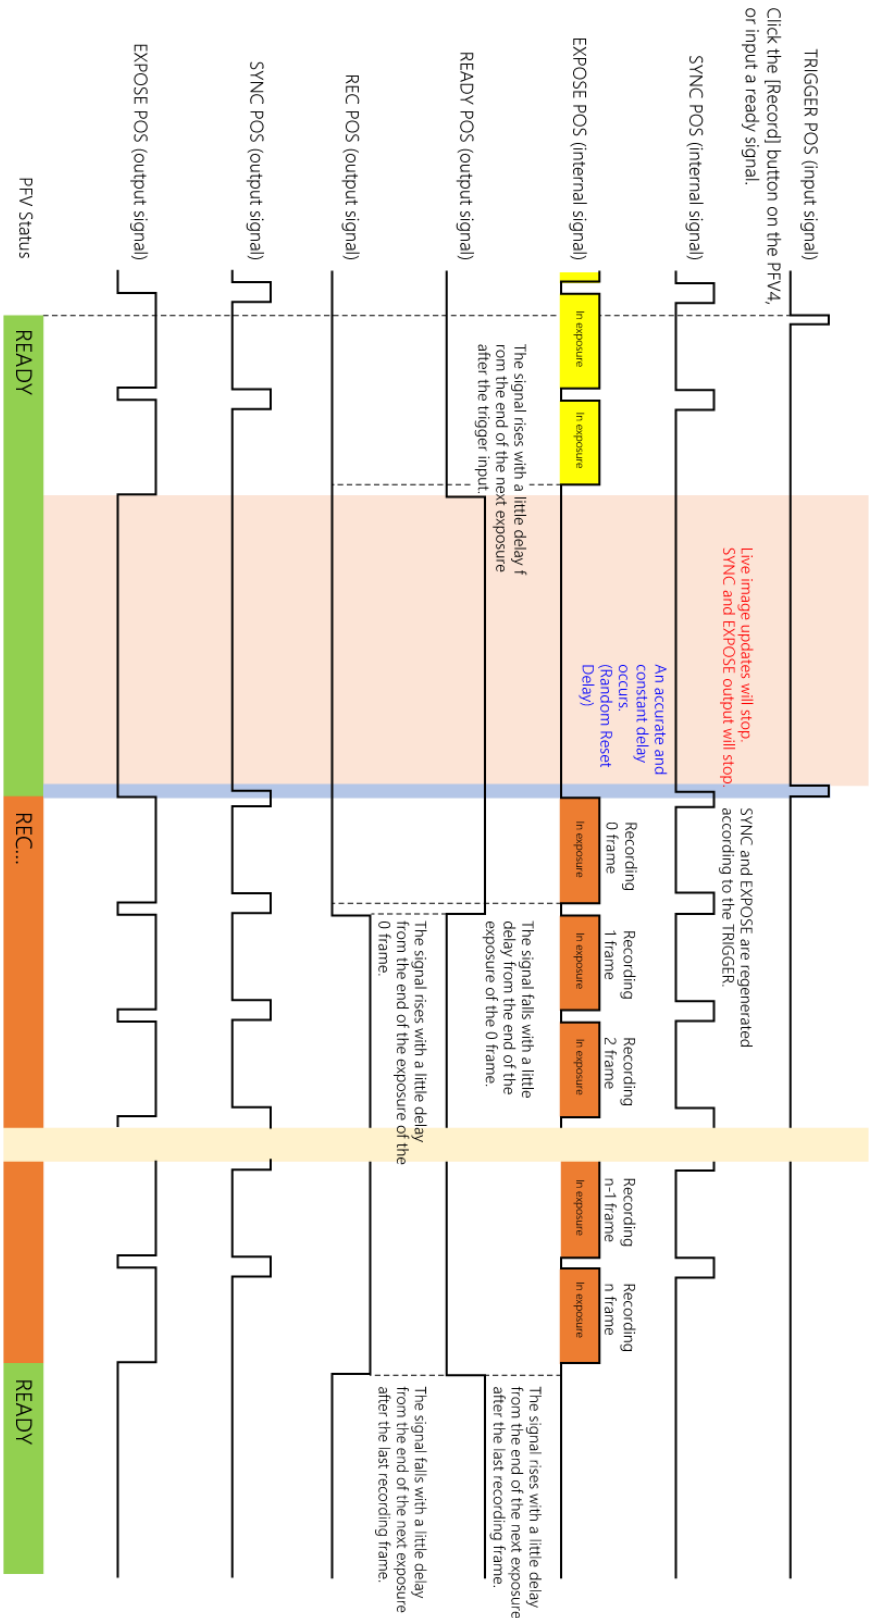 Click the [Record] button on the PFV4,
or input a ready signal.
TRIGGER POS (input signal)
Live image updates will stop.
SYNC and EXPOSE output will stop.
SYNC and EXPOSE are regenerated
according to the TRIGGER.
SYNC POS (internal signal)
An accurate and
constant delay
occurs.
(Random Reset
Delay)
Recording
0 frame
Recording
1 frame
Recording
2 frame
Recording
n-1 frame
Recording
n frame
EXPOSE POS (internal signal)
In exposure
In exposure
In exposure
In exposure
In exposure
In exposure
In exposure
The signal rises with a little delay f
rom the end of the next exposure
after the trigger input.
The signal falls with a little
delay from the end of the
exposure of the 0 frame.
The signal rises with a little delay
from the end of the next exposure
after the last recording frame.
READY POS (output signal)
The signal rises with a little delay
from the end of the exposure of the
0 frame.
The signal falls with a little delay
from the end of the next exposure
after the last recording frame.
REC POS (output signal)
SYNC POS (output signal)
EXPOSE POS (output signal)
PFV Status
READY
REC...
READY